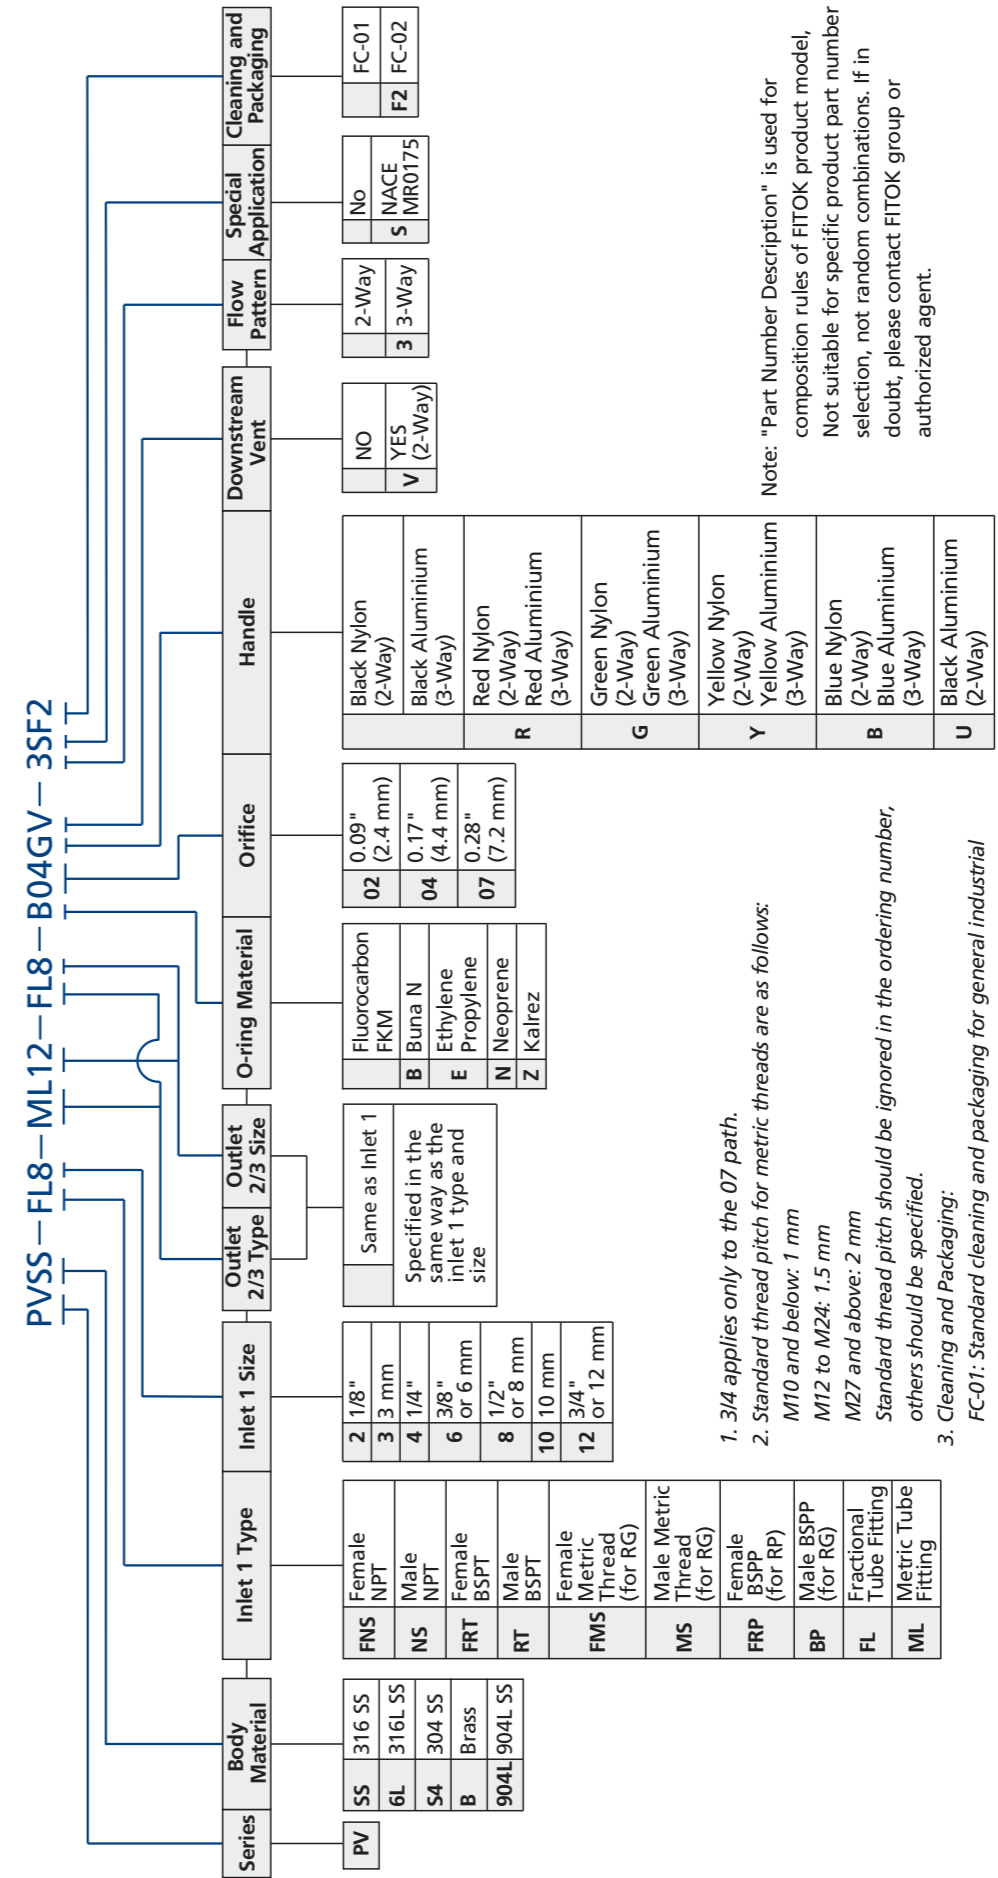 PVSS－FL8－ML12－FL8－B04GV－3SF2
Series
PV
Body
Material
SS 316 SS
6L 316L SS
S4 304 SS
B Brass
904L 904L SS
Inlet 1 Type
FNS Female
NPT
NS Male
NPT
FRT Female
BSPT
RT Male
BSPT
FMS Female
Metric
Thread
(for RG)
MS Male Metric
Thread
(for RG)
FRP Female
BSPP
(for RP)
BP Male BSPP
(for RG)
FL Fractional
Tube Fitting
ML Metric Tube
Fitting
Inlet 1 Size
2 1/8"
3 3 mm
4 1/4"
6 3/8"
or 6 mm
8 1/2"
or 8 mm
10 10 mm
12 3/4"
or 12 mm
Outlet
2/3 Type
Outlet
2/3 Size
Same as Inlet 1
Specified in the
same way as the
inlet 1 type and
size
O-ring Material
Fluorocarbon
FKM
B Buna N
E Ethylene
Propylene
N Neoprene
Z Kalrez
Orifice
02 0.09"
(2.4 mm)
04 0.17"
(4.4 mm)
07 0.28"
(7.2 mm)
Handle
Black Nylon
(2-Way)
Black Aluminium
(3-Way)
R Red Nylon
(2-Way)
Red Aluminium
(3-Way)
G Green Nylon
(2-Way)
Green Aluminium
(3-Way)
Y Yellow Nylon
(2-Way)
Yellow Aluminium
(3-Way)
B Blue Nylon
(2-Way)
Blue Aluminium
(3-Way)
U Black Aluminium
(2-Way)
Downstream
Vent
NO
V YES
(2-Way)
Flow
Pattern
2-Way
3 3-Way
Special
Application
No
S NACE
MR0175
Cleaning and
Packaging
FC-01
F2 FC-02
1. 3/4 applies only to the 07 path.
2. Standard thread pitch for metric threads are as follows:
M10 and below: 1 mm
M12 to M24: 1.5 mm
M27 and above: 2 mm
Standard thread pitch should be ignored in the ordering number,
others should be specified.
3. Cleaning and Packaging:
FC-01: Standard cleaning and packaging for general industrial
Note: "Part Number Description" is used for
composition rules of FITOK product model,
Not suitable for specific product part number
selection, not random combinations. If in
doubt, please contact FITOK group or
authorized agent.